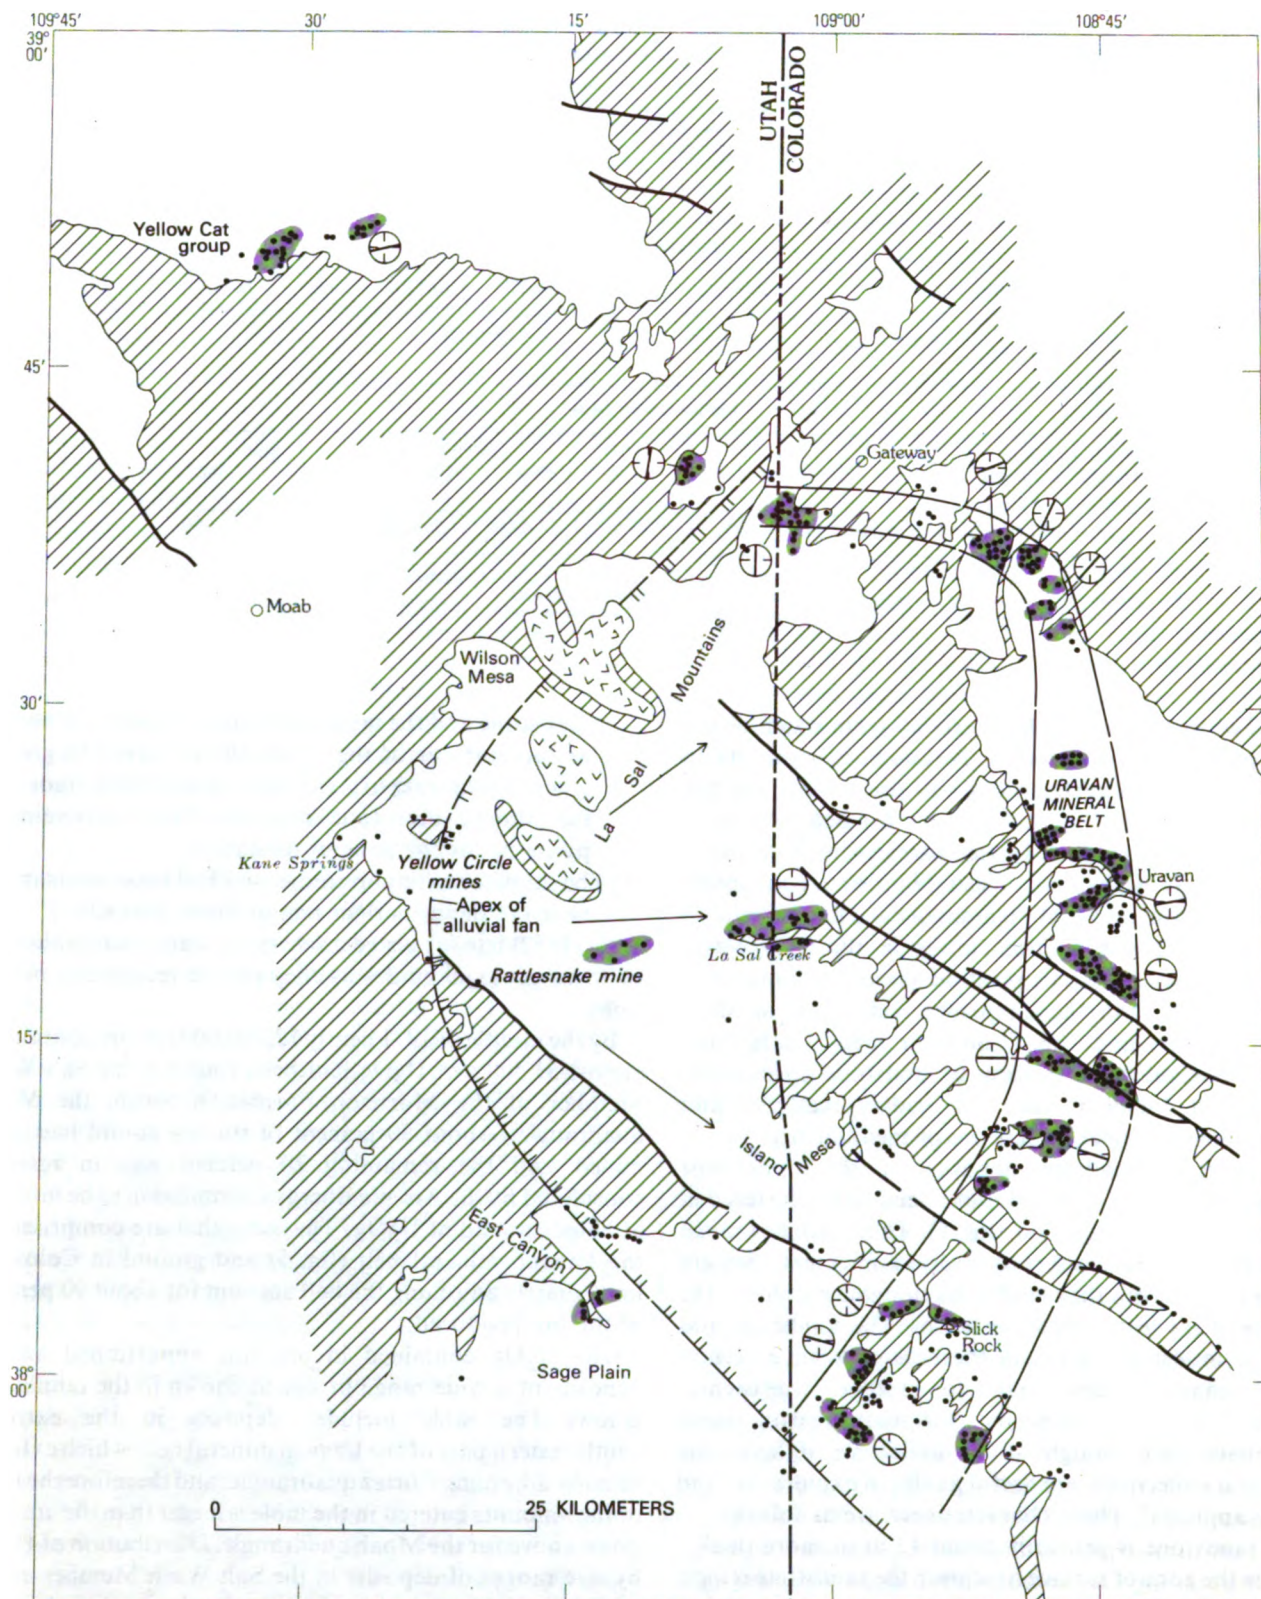 109°45′
30′
15′
109°00′
108°45′
39°
00′
UTAH
COLORADO
Yellow Cat
group
45′
Gateway
Moab
Wilson
Mesa
Mountains
30′
Sal
La
URAVAN
MINERAL
BELT
Kane Springs
Yellow Circle
mines
Uravan
Apex of
alluvial fan
La Sal Creek
Rattlesnake mine
15′
Island Mesa
East Canyon
Slick
Rock
Sage Plain
38°
00′
0
25 KILOMETERS